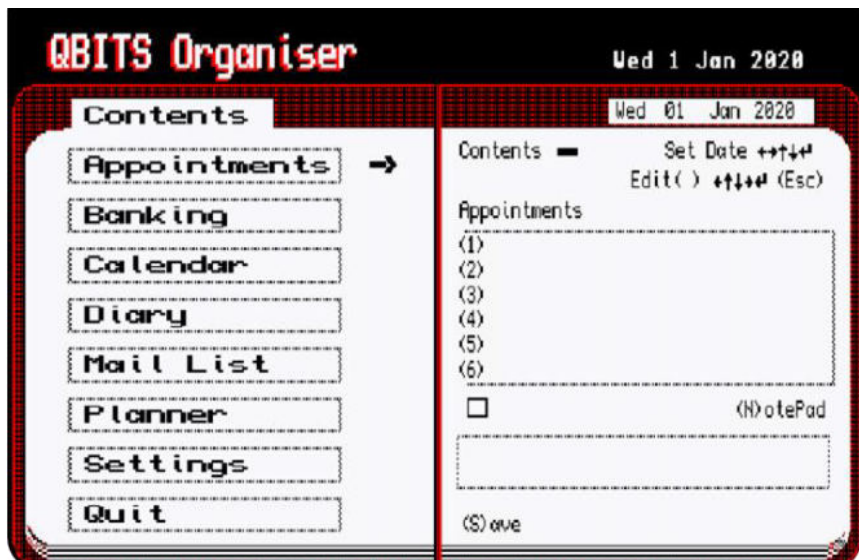 QBITS Organiser
Wed 1 Jan 2020
Contents
Appointments →
Banking
Calendar
Diary
Mail List
Planner
Settings
Quit
Wed 01 Jan 2020
Contents Set Date ↔↑↓↵
Edit( ) ↑↓↵ (Esc)
Appointments
(1)
(2)
(3)
(4)
(5)
(6)
(N)otePad
(S)ave